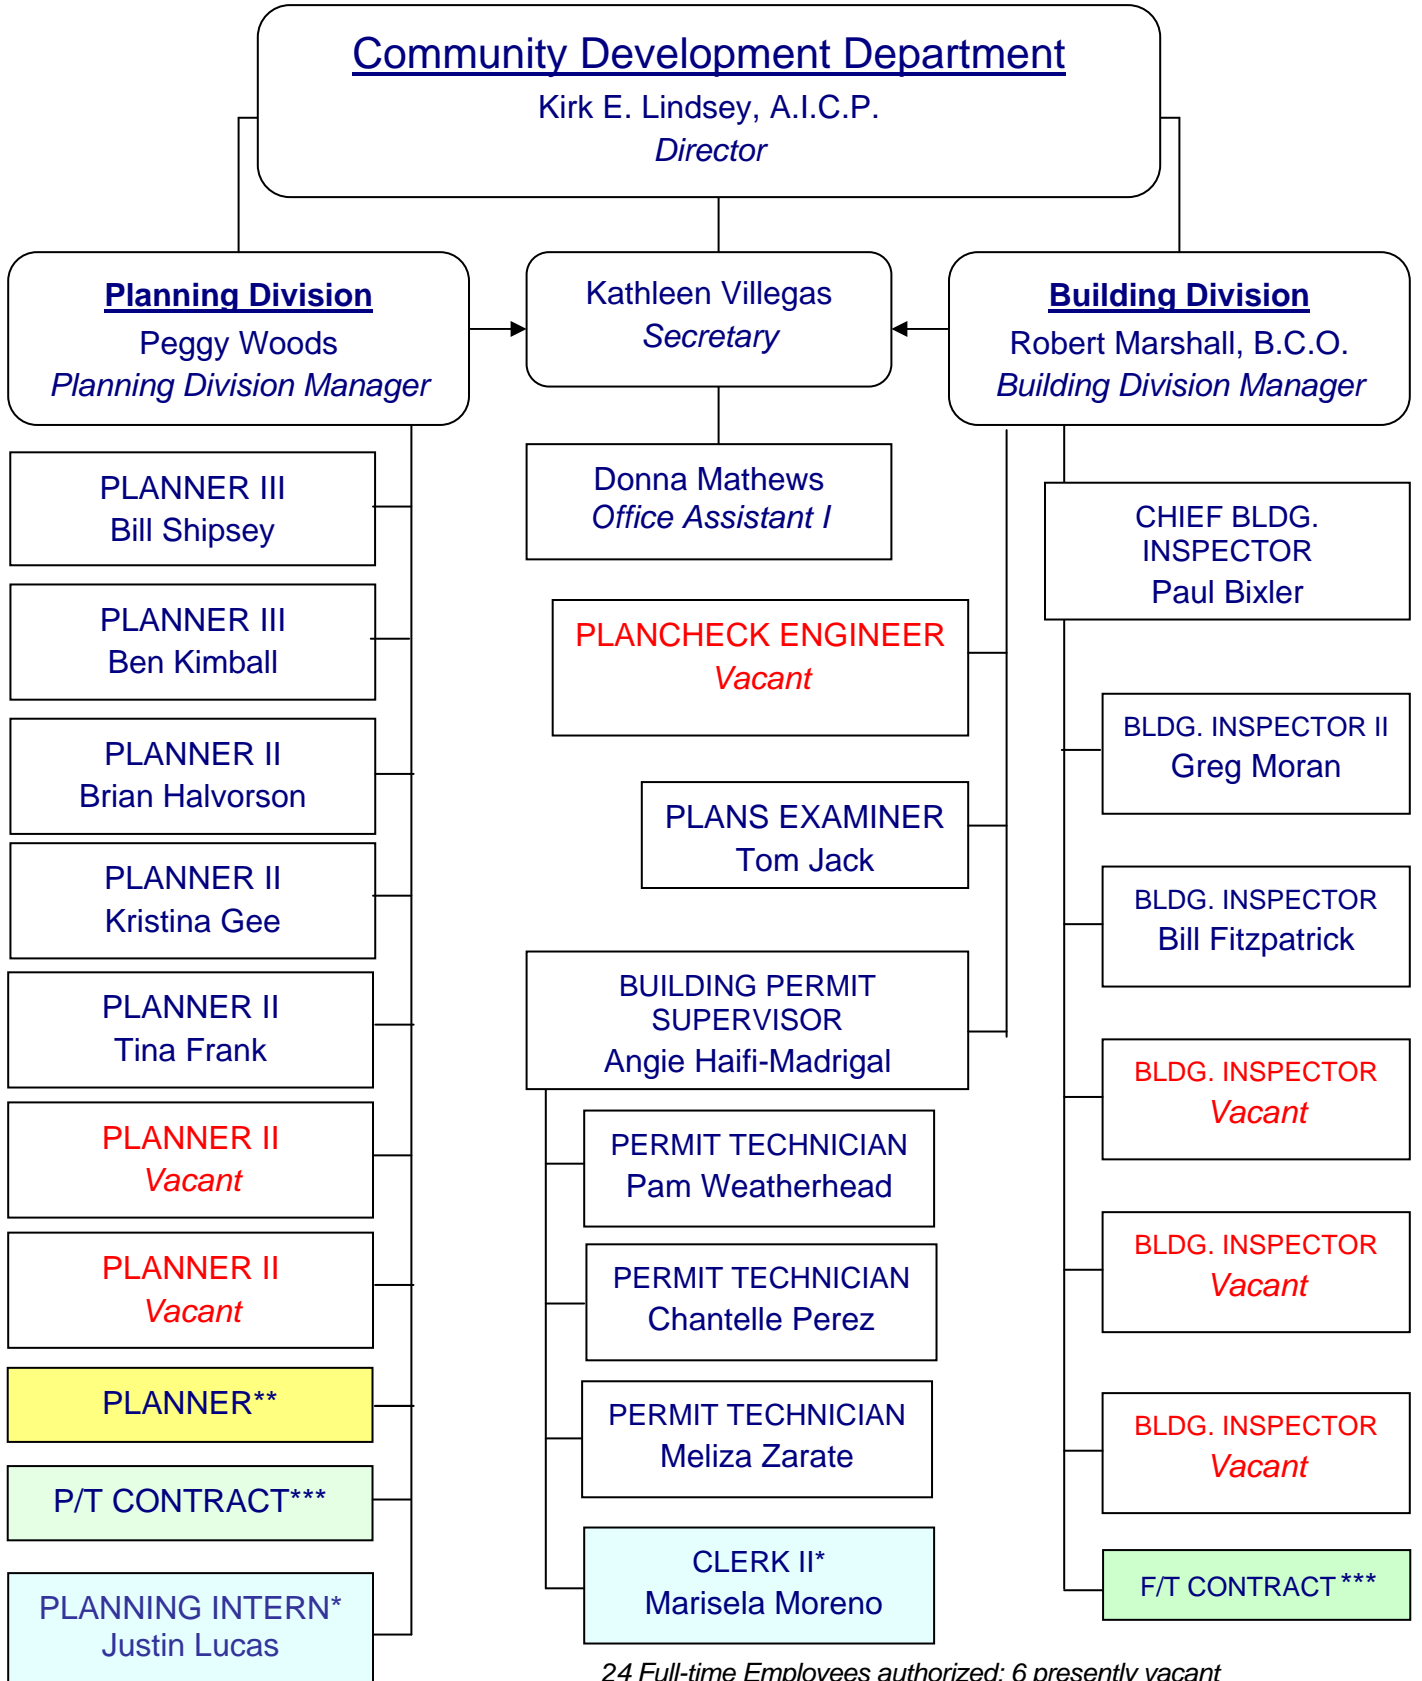 Community Development Department
Kirk E. Lindsey, A.I.C.P.
Director
Planning Division
Peggy Woods
Planning Division Manager
Kathleen Villegas
Secretary
Building Division
Robert Marshall, B.C.O.
Building Division Manager
Donna Mathews
Office Assistant I
PLANNER III
Bill Shipsey
PLANNER III
Ben Kimball
PLANNER II
Brian Halvorson
PLANNER II
Kristina Gee
PLANNER II
Tina Frank
PLANNER II
Vacant
PLANNER II
Vacant
PLANNER**
P/T CONTRACT***
PLANNING INTERN*
Justin Lucas
PLANCHECK ENGINEER
Vacant
PLANS EXAMINER
Tom Jack
BUILDING PERMIT
SUPERVISOR
Angie Haifi-Madrigal
PERMIT TECHNICIAN
Pam Weatherhead
PERMIT TECHNICIAN
Chantelle Perez
PERMIT TECHNICIAN
Meliza Zarate
CLERK II*
Marisela Moreno
CHIEF BLDG.
INSPECTOR
Paul Bixler
BLDG. INSPECTOR II
Greg Moran
BLDG. INSPECTOR
Bill Fitzpatrick
BLDG. INSPECTOR
Vacant
BLDG. INSPECTOR
Vacant
BLDG. INSPECTOR
Vacant
F/T CONTRACT***
24 Full-time Employees authorized; 6 presently vacant